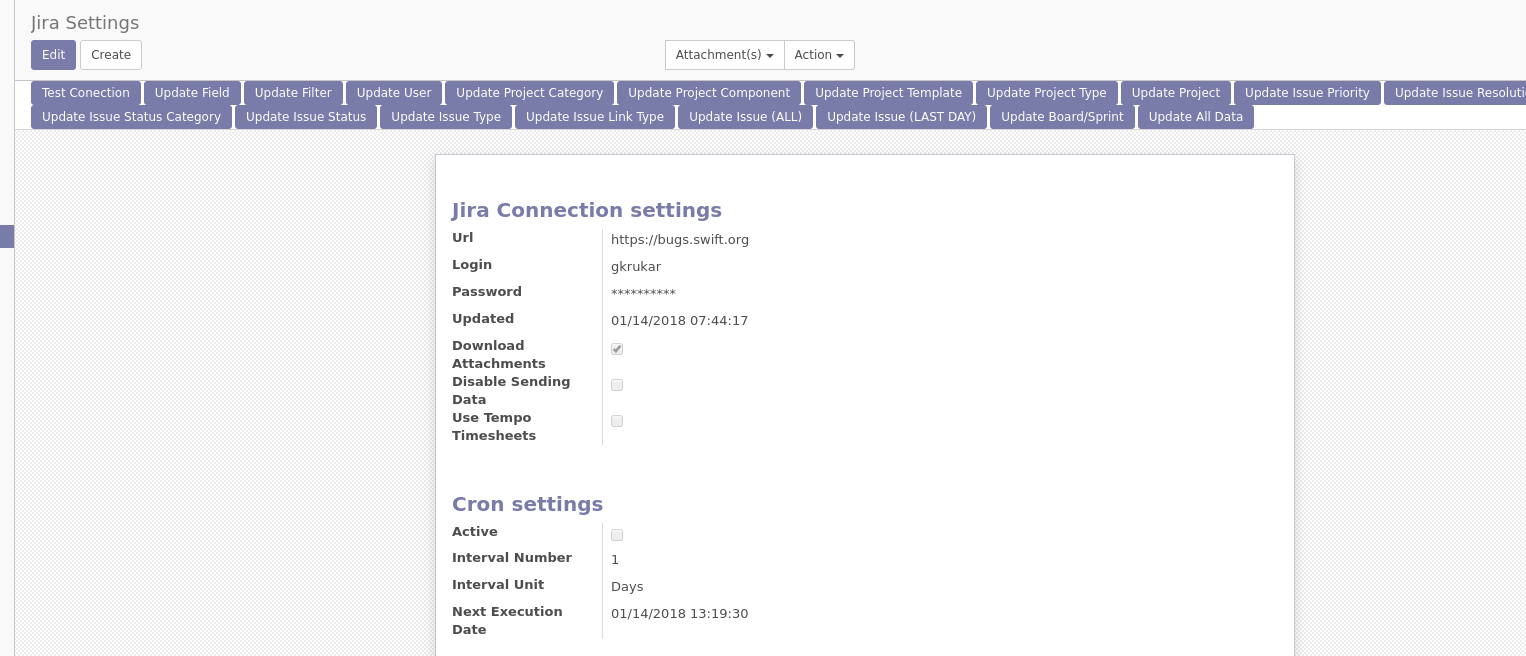 Jira Settings
Edit Create Attachment(s) Action
Test Conection Update Field Update Filter Update User Update Project Category Update Project Component Update Project Template Update Project Type Update Project Update Issue Priority Update Issue
Update Issue Status Category Update Issue Status Update Issue Type Update Issue Link Type Update Issue (ALL) Update Issue (LAST DAY) Update Board/Sprint Update All Data
Jira Connection settings
Url https://bugs.swift.org
Login gkrukar
Password **********
Updated 01/14/2018 07:44:17
Download
Attachments
Disable Sending
Data
Use Tempo
Timesheets
Cron settings
Active
Interval Number 1
Interval Unit Days
Next Execution 01/14/2018 13:19:30
Date